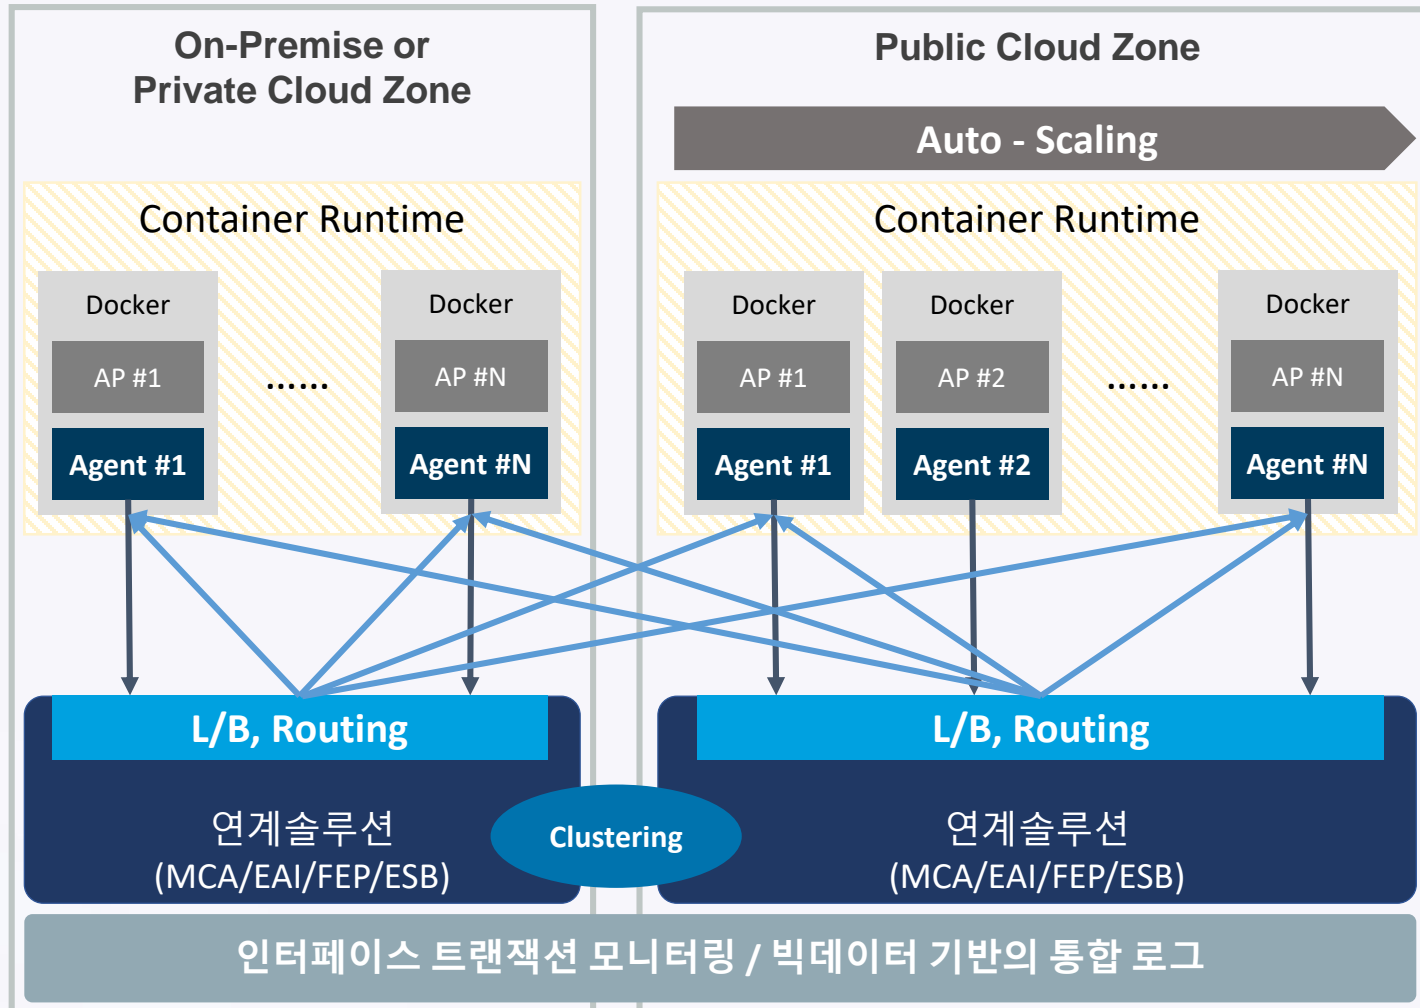 On-Premise or
Private Cloud Zone
Container Runtime
Docker
AP #1
Agent #1
......
Docker
AP #N
Agent #N
L/B, Routing
연계솔루션
(MCA/EAI/FEP/ESB)
Clustering
Public Cloud Zone
Auto - Scaling
Container Runtime
Docker
AP #1
Agent #1
Docker
AP #2
Agent #2
......
Docker
AP #N
Agent #N
L/B, Routing
연계솔루션
(MCA/EAI/FEP/ESB)
인터페이스 트랜잭션 모니터링 / 빅데이터 기반의 통합 로그